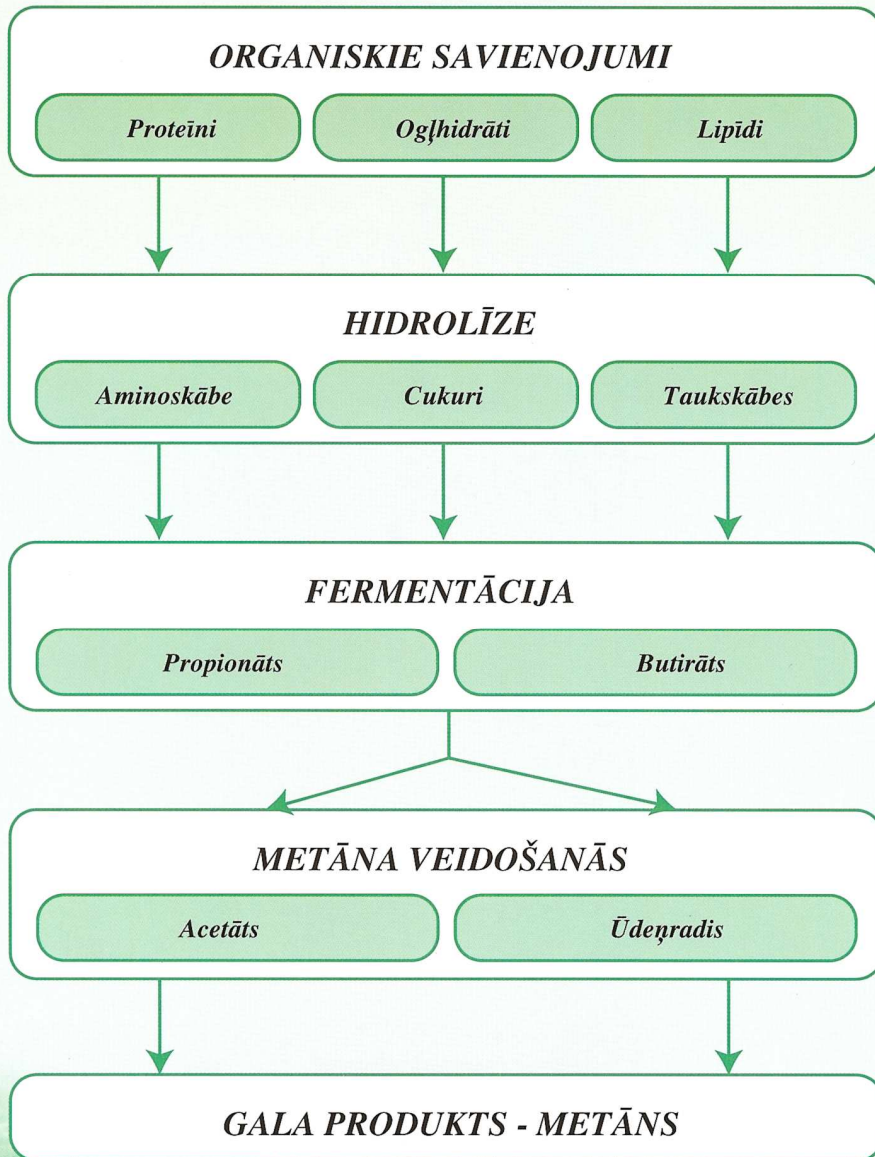 ORGANISKIE SAVIENOJUMI
Proteīni Ogļhidrāti Lipīdi
HIDROLĪZE
Aminoskābe Cukuri Taukskābes
FERMENTĀCIJA
Propionāts Butirāts
METĀNA VEIDOŠANĀS
Acetāts Ūdeņradis
GALA PRODUKTS - METĀNS